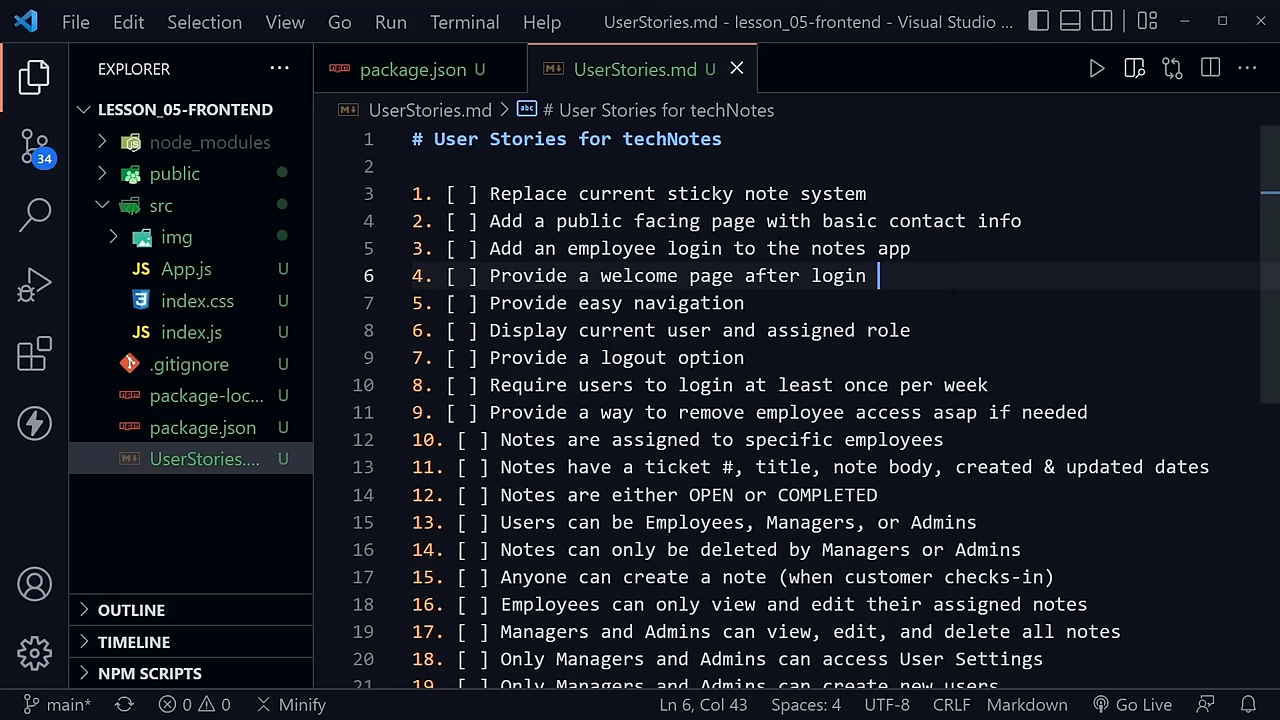 File Edit Selection View Go Run Terminal Help UserStories.md - lesson_05-frontend - Visual Studio ...
EXPLORER ...
package.json U
UserStories.md U
LESSON_05-FRONTEND
node_modules
public
src
img
JS App.js U
index.css U
JS index.js U
.gitignore U
package-loc... U
package.json U
UserStories.... U
OUTLINE
TIMELINE
NPM SCRIPTS
34
UserStories.md > # User Stories for techNotes
1 # User Stories for techNotes
2
3 1. [ ] Replace current sticky note system
4 2. [ ] Add a public facing page with basic contact info
5 3. [ ] Add an employee login to the notes app
6 4. [ ] Provide a welcome page after login
7 5. [ ] Provide easy navigation
8 6. [ ] Display current user and assigned role
9 7. [ ] Provide a logout option
10 8. [ ] Require users to login at least once per week
11 9. [ ] Provide a way to remove employee access asap if needed
12 10. [ ] Notes are assigned to specific employees
13 11. [ ] Notes have a ticket #, title, note body, created & updated dates
14 12. [ ] Notes are either OPEN or COMPLETED
15 13. [ ] Users can be Employees, Managers, or Admins
16 14. [ ] Notes can only be deleted by Managers or Admins
17 15. [ ] Anyone can create a note (when customer checks-in)
18 16. [ ] Employees can only view and edit their assigned notes
19 17. [ ] Managers and Admins can view, edit, and delete all notes
20 18. [ ] Only Managers and Admins can access User Settings
21 19. [ ] Only Managers and Admins can create new users
main* 0 0 Minify Ln 6, Col 43 Spaces: 4 UTF-8 CRLF Markdown Go Live